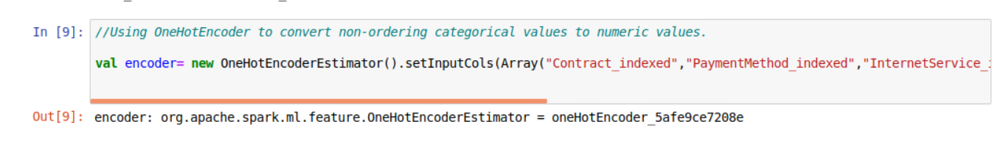 In [9]: //Using OneHotEncoder to convert non-ordering categorical values to numeric values.
val encoder= new OneHotEncoderEstimator().setInputCols(Array("Contract_indexed","PaymentMethod_indexed","InternetService_
Out[9]: encoder: org.apache.spark.ml.feature.OneHotEncoderEstimator = oneHotEncoder_5afe9ce7208e